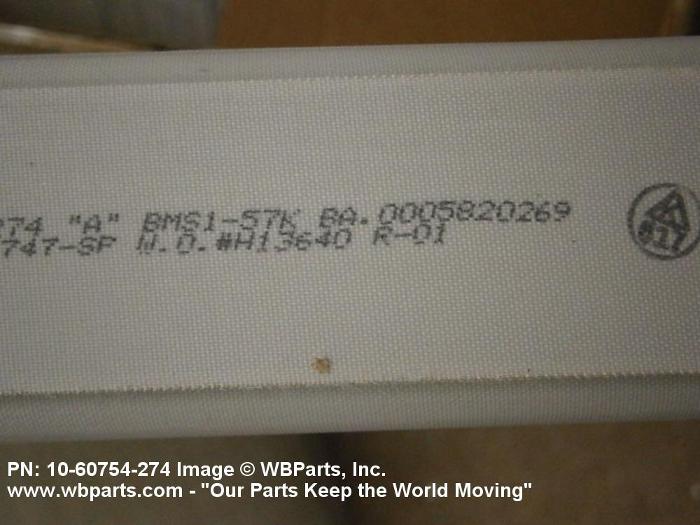 274 "A" BMS1-57K BA.0005820269
747-SP W.O.#H13640 R-01
#17
PN: 10-60754-274 Image © WBParts, Inc.
www.wbparts.com - "Our Parts Keep the World Moving"